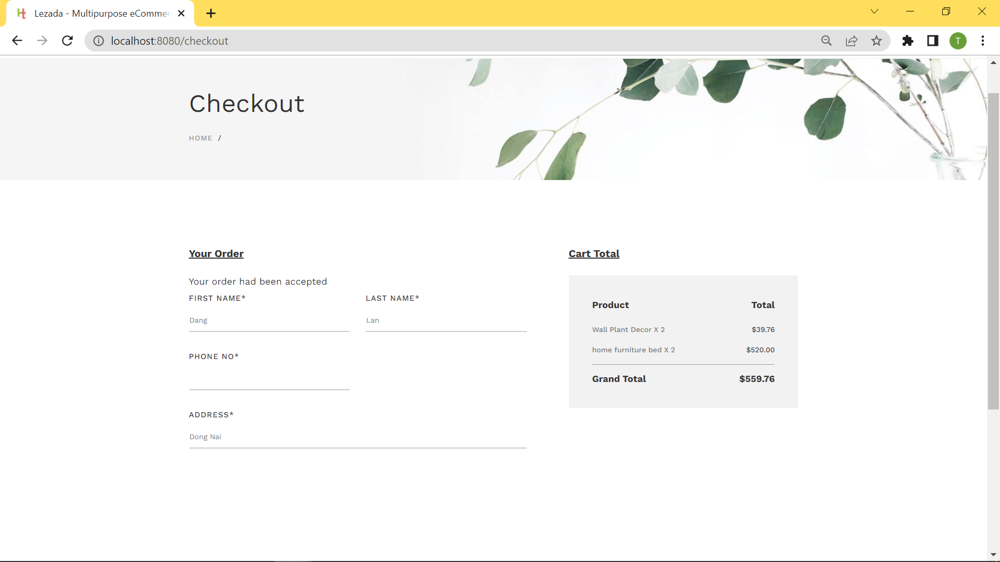 Lezada - Multipurpose eCommer
localhost:8080/checkout
T
Checkout
HOME /
Your Order
Your order had been accepted
FIRST NAME*
LAST NAME*
Dang
Lan
PHONE NO*
ADDRESS*
Dong Nai
Cart Total
Product Total
Wall Plant Decor X 2 $39.76
home furniture bed X 2 $520.00
Grand Total $559.76